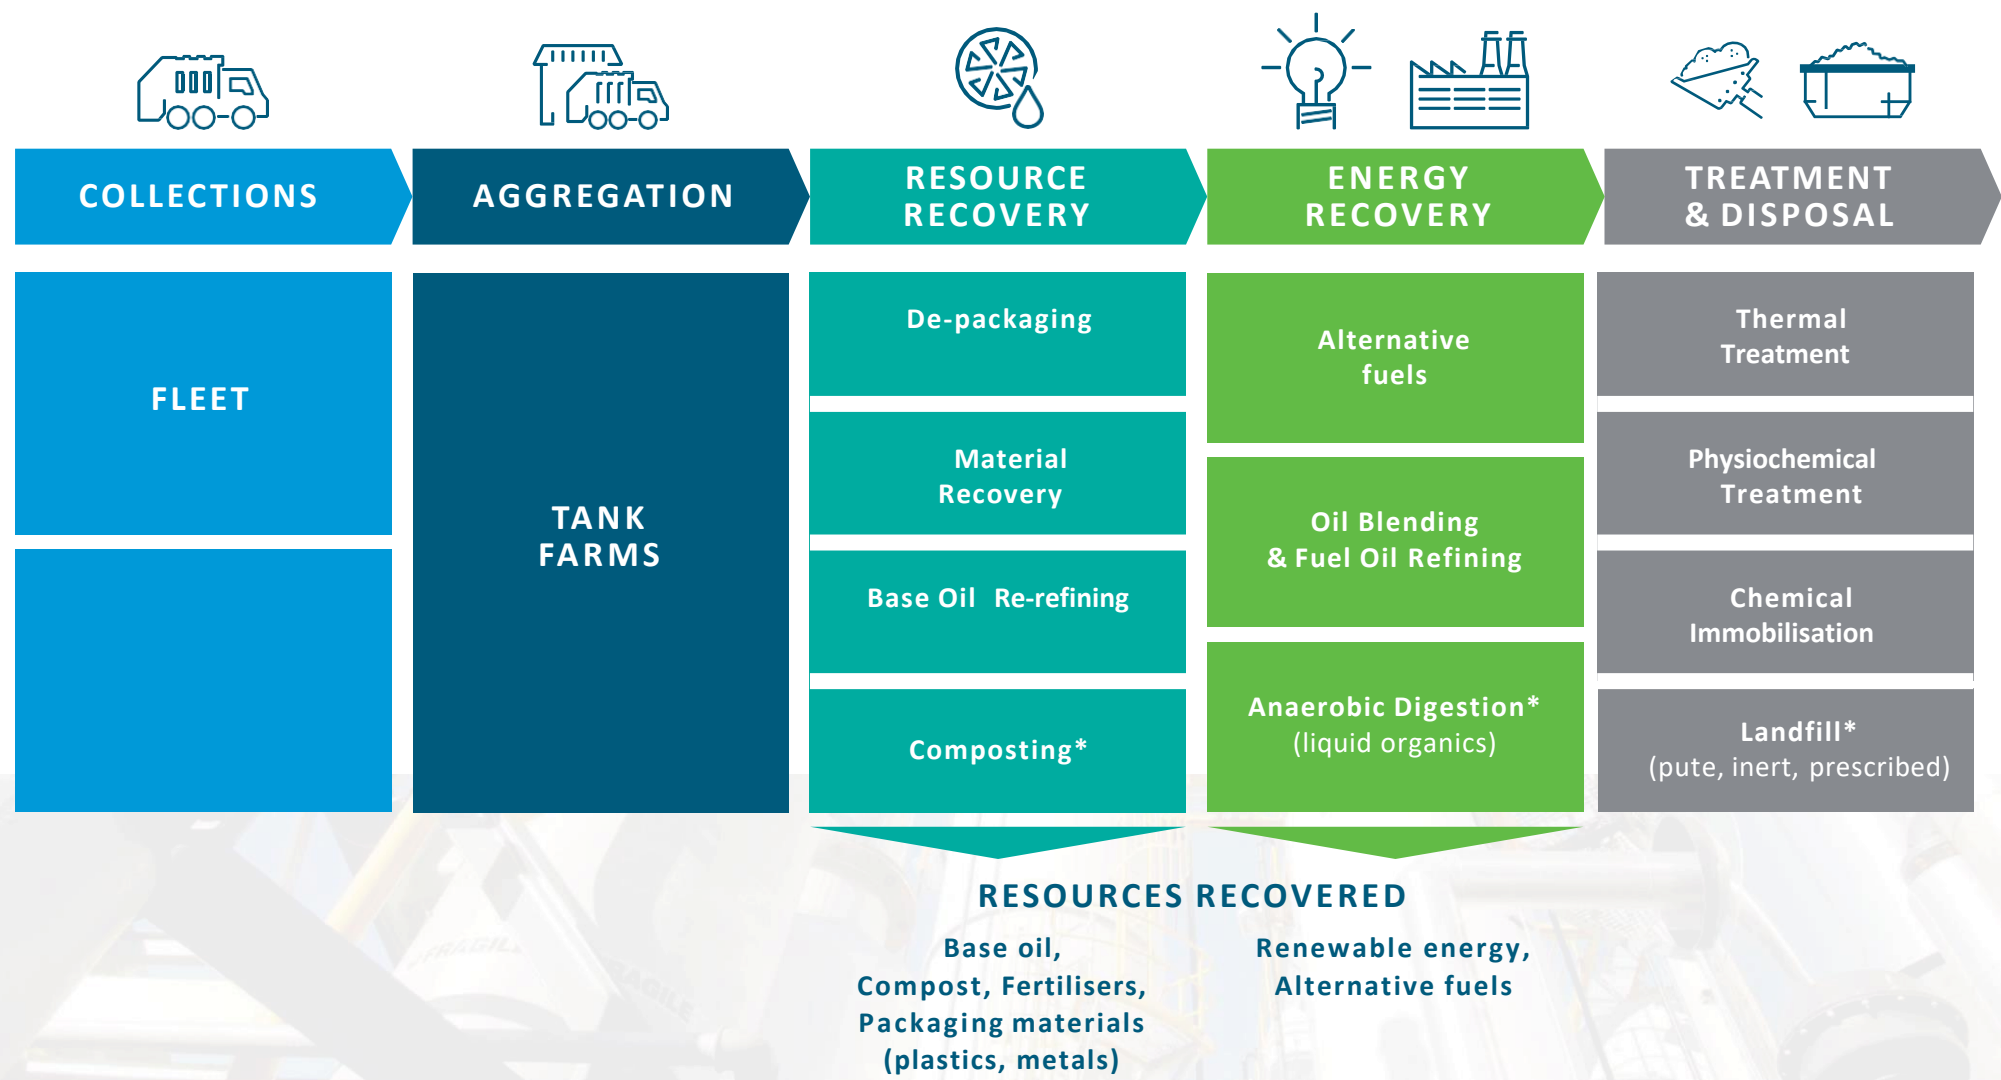 COLLECTIONS
AGGREGATION
RESOURCE
RECOVERY
ENERGY
RECOVERY
TREATMENT
& DISPOSAL
FLEET
TANK
FARMS
De-packaging
Material
Recovery
Base Oil Re-refining
Composting*
Alternative
fuels
Oil Blending
& Fuel Oil Refining
Anaerobic Digestion*
(liquid organics)
Thermal
Treatment
Physiochemical
Treatment
Chemical
Immobilisation
Landfill*
(pute, inert, prescribed)
RESOURCES RECOVERED
Base oil,
Compost, Fertilisers,
Packaging materials
(plastics, metals)
Renewable energy,
Alternative fuels
FRAGILE
FRAGILE